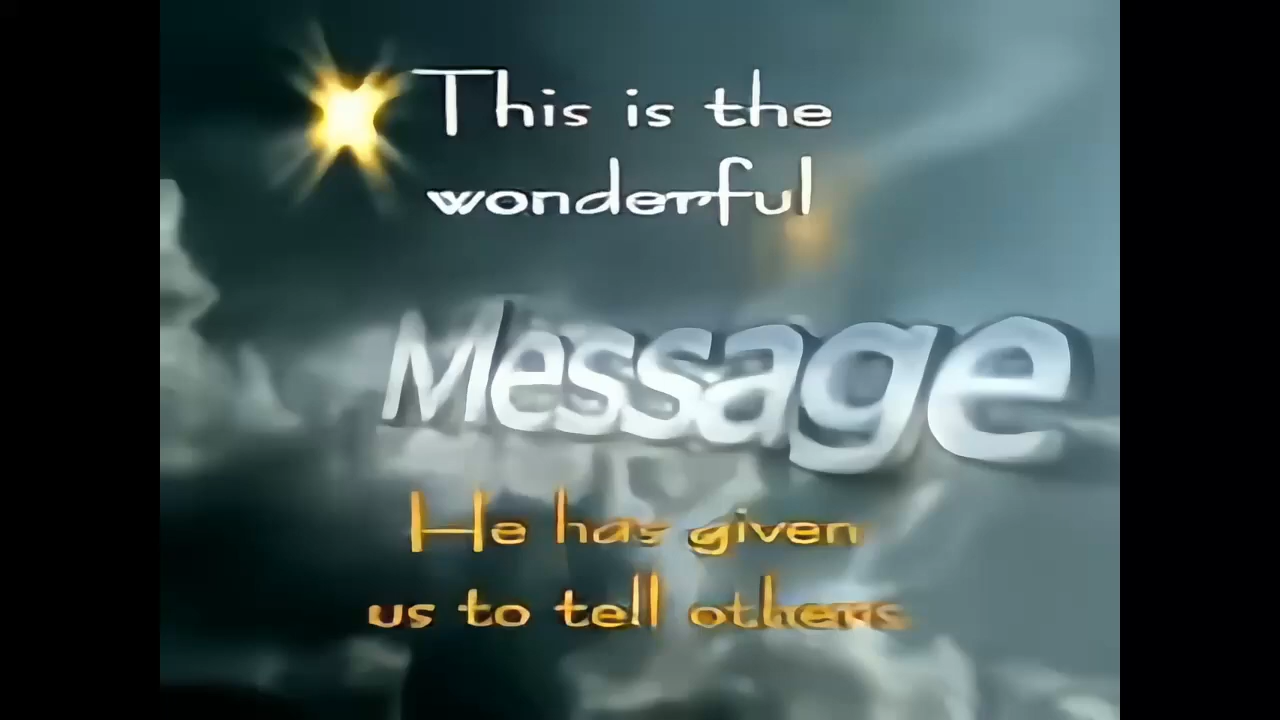 This is the
wonderful
Message
He has given
us to tell others